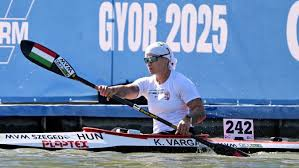 GYOR 2025
RM
242
MVM SZEGED HUN K. VARGA
PLASTEX